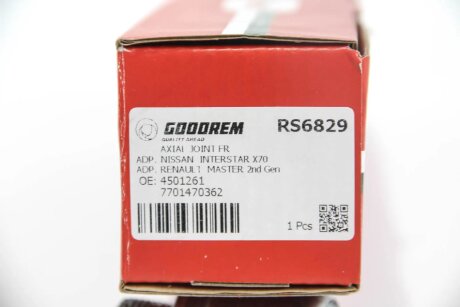 GOODREM
QUALITY AHEAD
RS6829
AXIAL JOINT FR
ADP. NISSAN INTERSTAR X70
ADP. RENAULT MASTER 2nd Gen
OE: 4501261
7701470362
1 Pcs